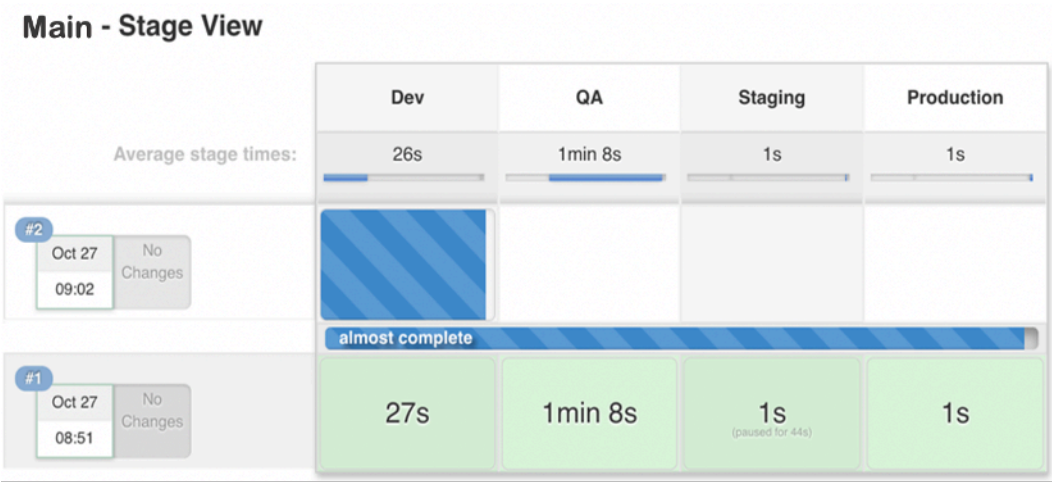 Main - Stage View
Dev QA Staging Production
Average stage times: 26s 1min 8s 1s 1s
#2
Oct 27 No
Changes
09:02
almost complete
#1
Oct 27 No
Changes
08:51
27s 1min 8s 1s 1s
(paused for 44s)